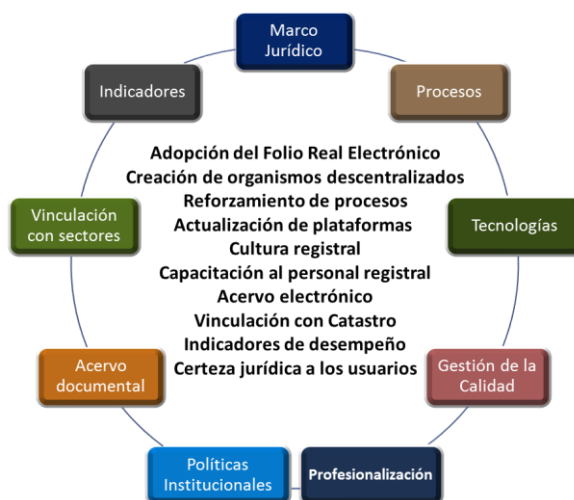 Marco
Jurídico
Indicadores
Procesos
Adopción del Folio Real Electrónico
Creación de organismos descentralizados
Reforzamiento de procesos
Actualización de plataformas
Cultura registral
Capacitación al personal registral
Acervo electrónico
Vinculación con Catastro
Indicadores de desempeño
Certeza jurídica a los usuarios
Vinculación
con sectores
Tecnologías
Acervo
documental
Gestión de la
Calidad
Políticas
Institucionales
Profesionalización